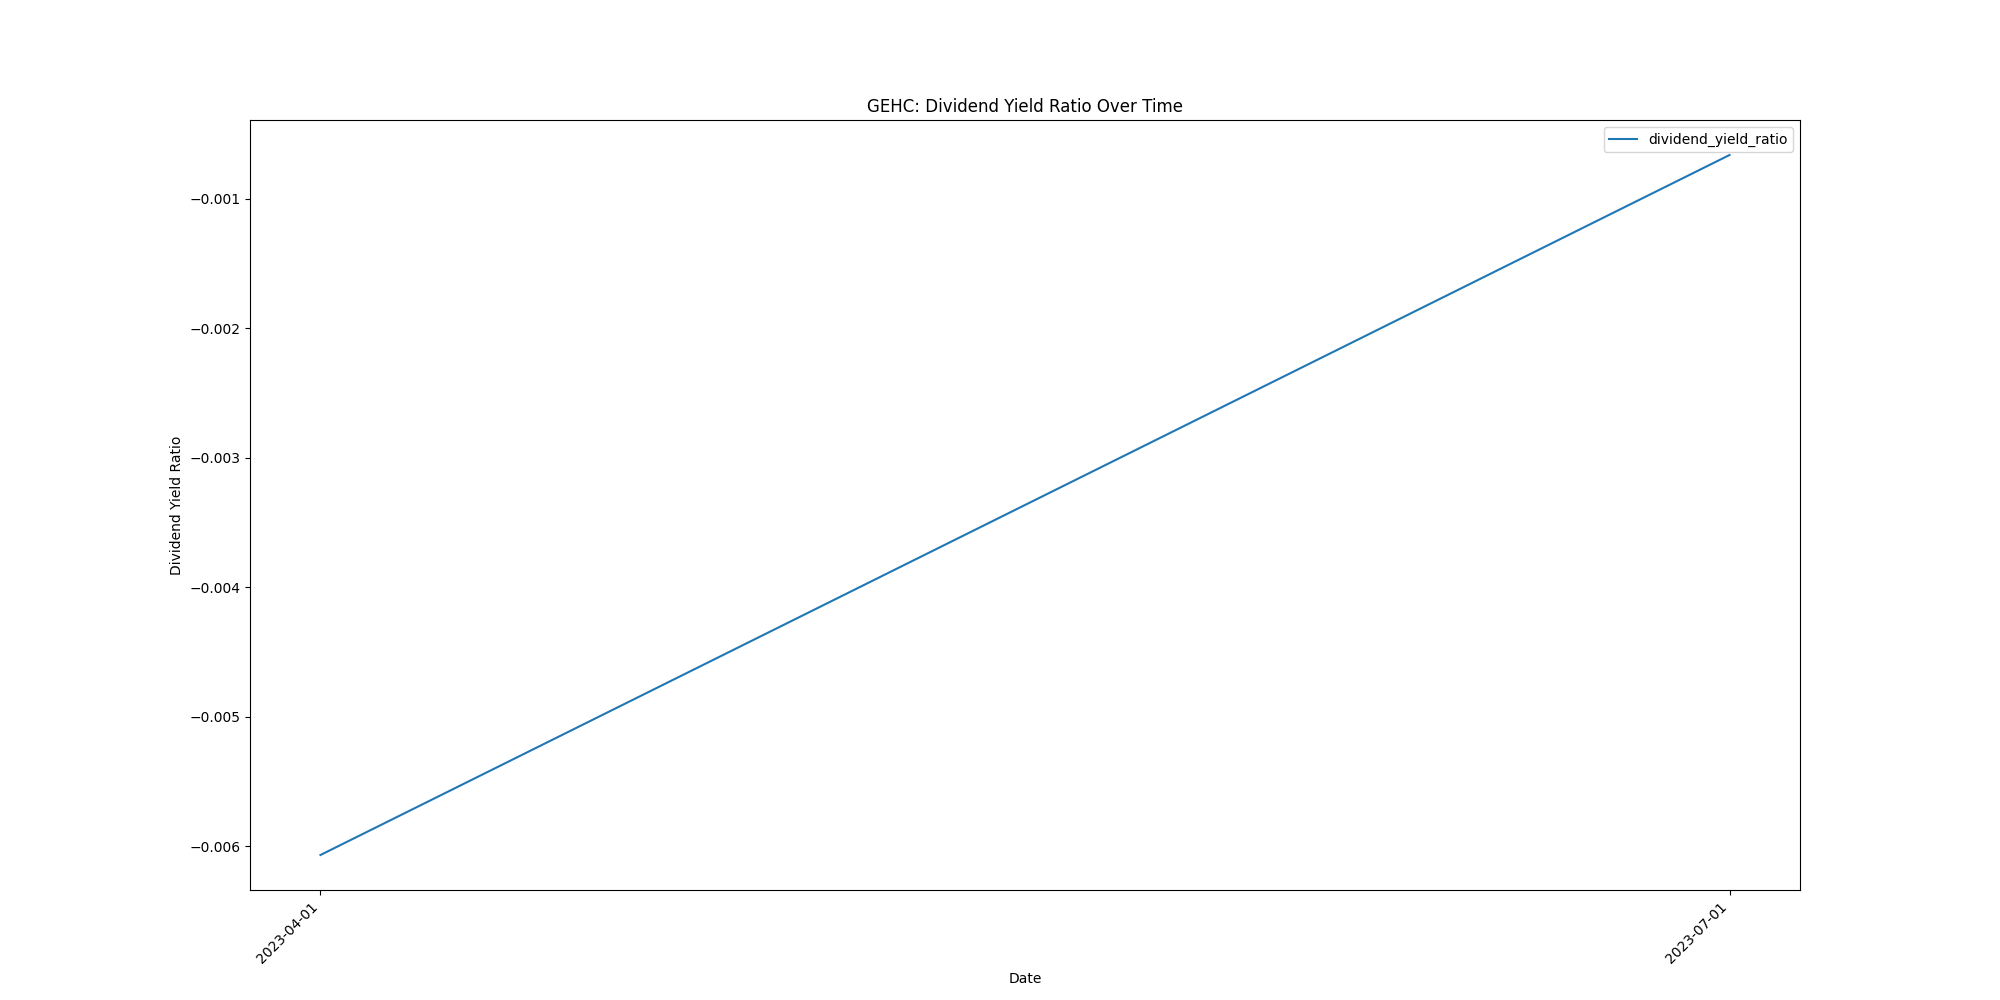 GEHC: Dividend Yield Ratio Over Time
dividend_yield_ratio
−0.001
−0.002
−0.003
−0.004
−0.005
−0.006
Dividend Yield Ratio
2023-04-01
2023-07-01
Date